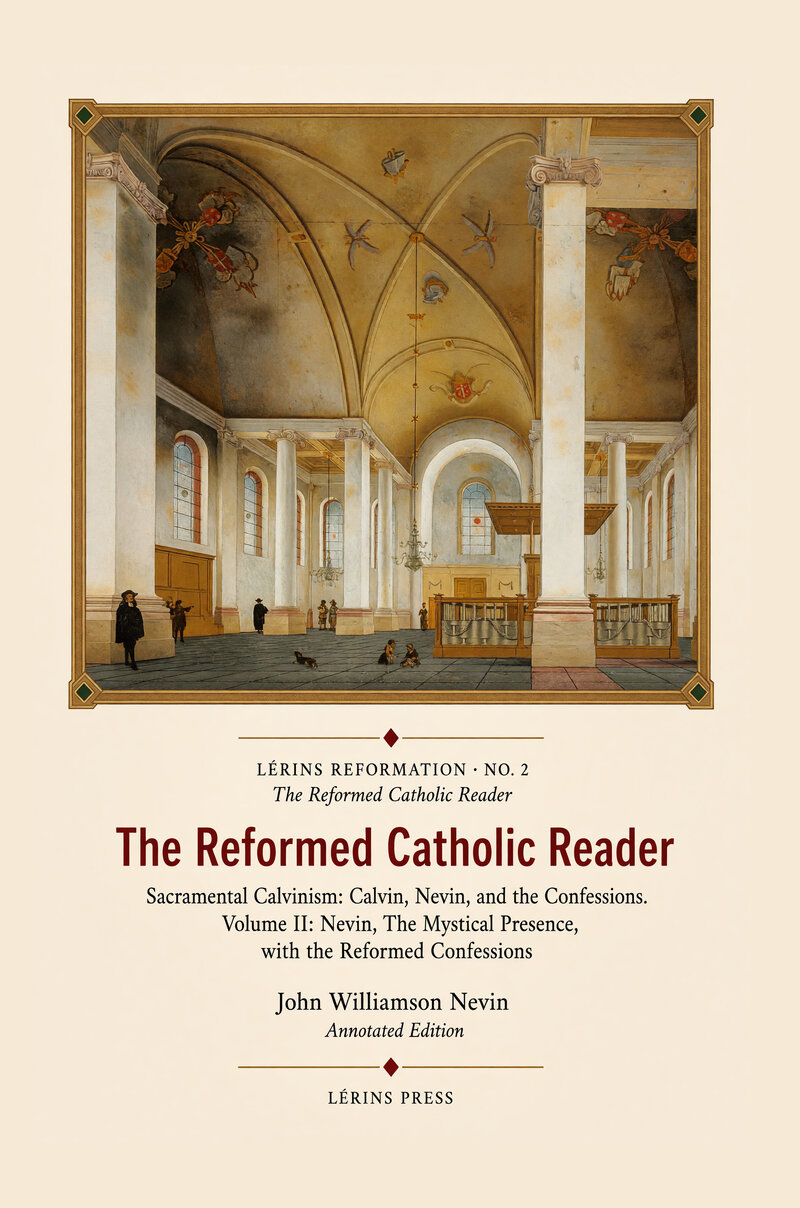 LÉRINS REFORMATION · NO. 2
The Reformed Catholic Reader
The Reformed Catholic Reader
Sacramental Calvinism: Calvin, Nevin, and the Confessions.
Volume II: Nevin, The Mystical Presence,
with the Reformed Confessions
John Williamson Nevin
Annotated Edition
LÉRINS PRESS